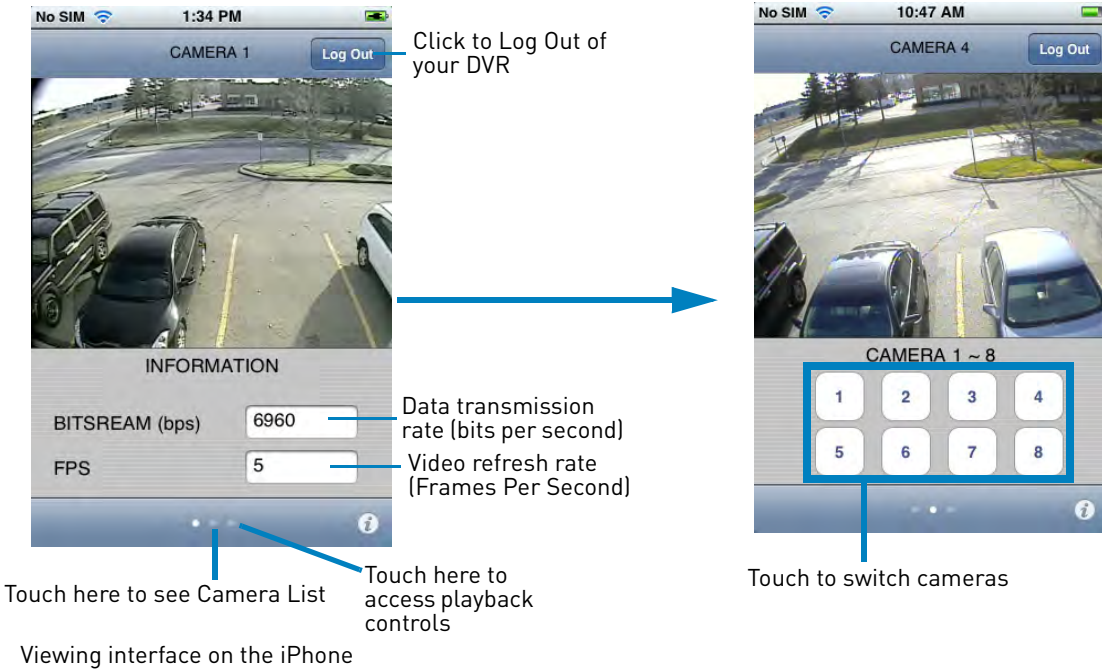 No SIM 1:34 PM
CAMERA 1 Log Out
Click to Log Out of
your DVR
INFORMATION
BITSREAM (bps) 6960
Data transmission
rate (bits per second)
FPS 5
Video refresh rate
(Frames Per Second)
Touch here to see Camera List
Touch here to
access playback
controls
Viewing interface on the iPhone
No SIM 10:47 AM
CAMERA 4 Log Out
CAMERA 1 ~ 8
1 2 3 4
5 6 7 8
Touch to switch cameras